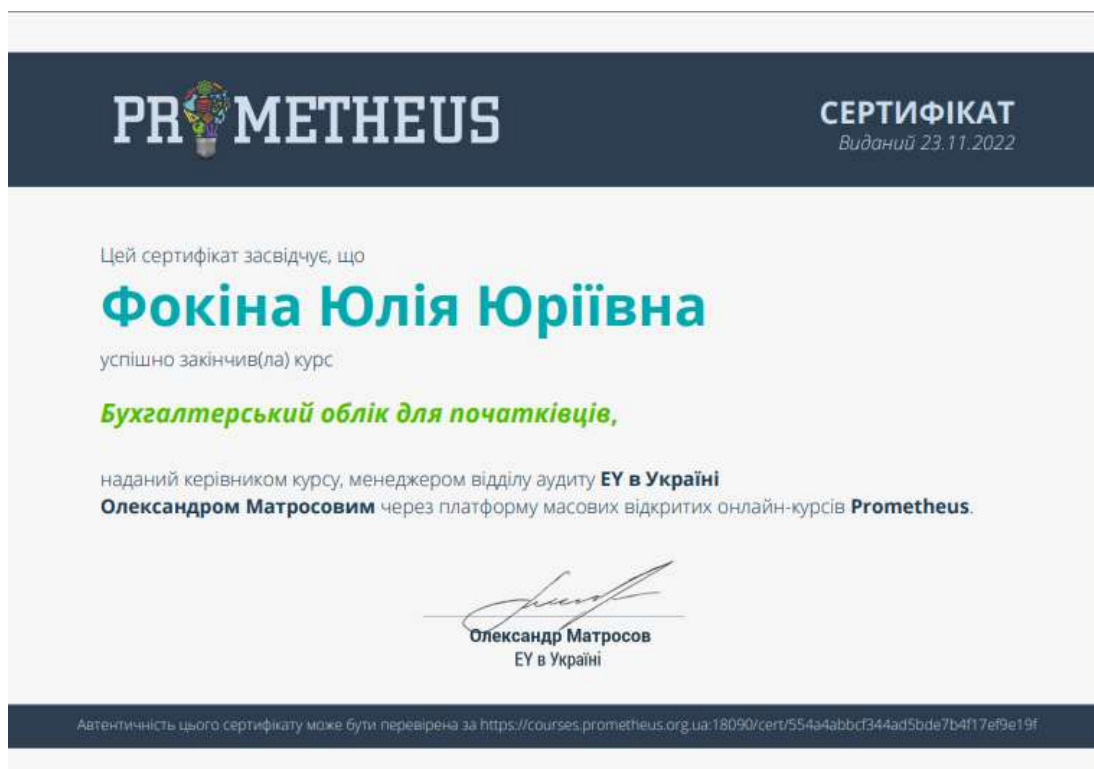 PROMETHEUS
СЕРТИФІКАТ
Виданий 23.11.2022
Цей сертифікат засвідчує, що
Фокіна Юлія Юріївна
успішно закінчив(ла) курс
Бухгалтерський облік для початківців,
наданий керівником курсу, менеджером відділу аудиту EY в Україні
Олександром Матросовим через платформу масових відкритих онлайн-курсів Prometheus.
Олександр Матросов
EY в Україні
Автентичність цього сертифікату може бути перевірена за https://courses.prometheus.org.ua:18090/cert/554a4abbcf344ad5bde7b4f17ef9e19f